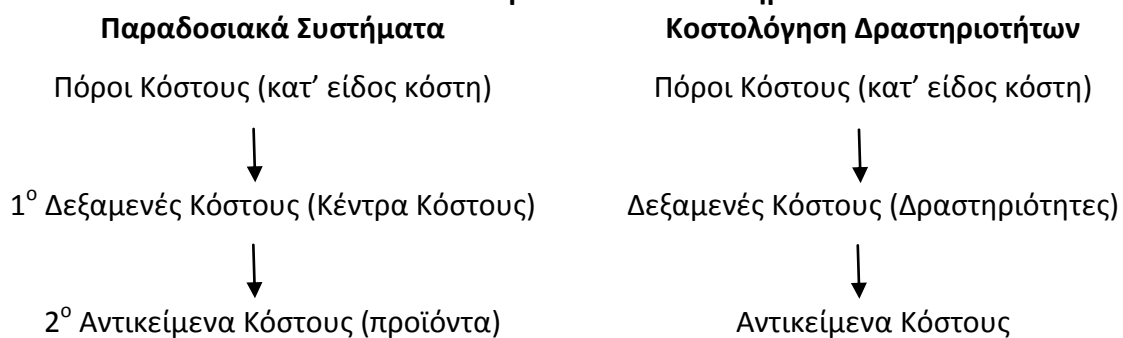 Παραδοσιακά Συστήματα
Κοστολόγηση Δραστηριοτήτων
Πόροι Κόστους (κατ’ είδος κόστη)
Πόροι Κόστους (κατ’ είδος κόστη)
1ο Δεξαμενές Κόστους (Κέντρα Κόστους)
Δεξαμενές Κόστους (Δραστηριότητες)
2ο Αντικείμενα Κόστους (προϊόντα)
Αντικείμενα Κόστους